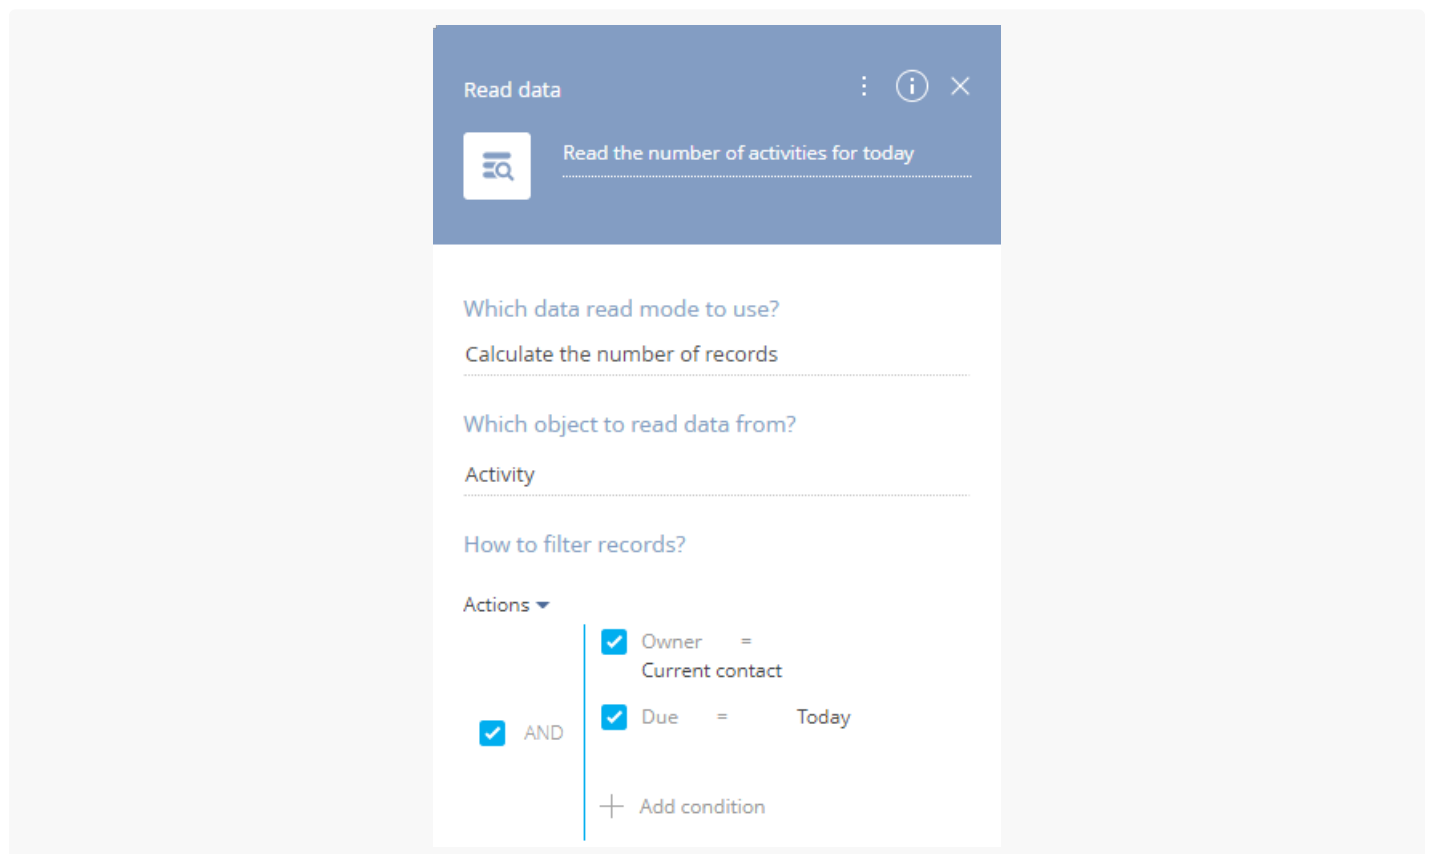 Read data
Read the number of activities for today
Which data read mode to use?
Calculate the number of records
Which object to read data from?
Activity
How to filter records?
Actions
Owner =
Current contact
Due = Today
AND
Add condition